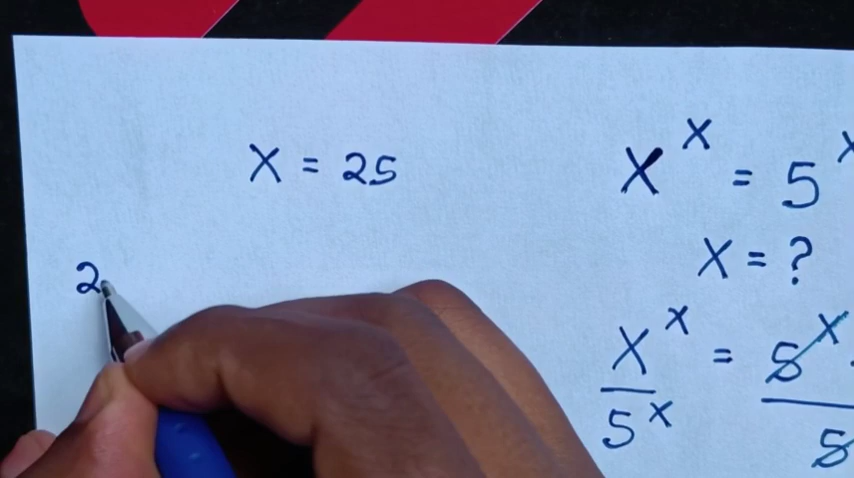 x = 25
2
x^x = 5^x
x = ?
x^x / 5^x = 5^x . / 5